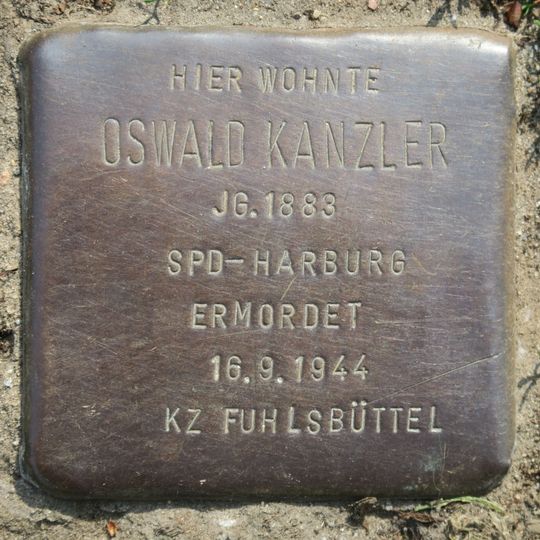 HIER WOHNTE
OSWALD KANZLER
JG. 1883
SPD-HARBURG
ERMORDET
16.9.1944
KZ FUHLSBÜTTEL